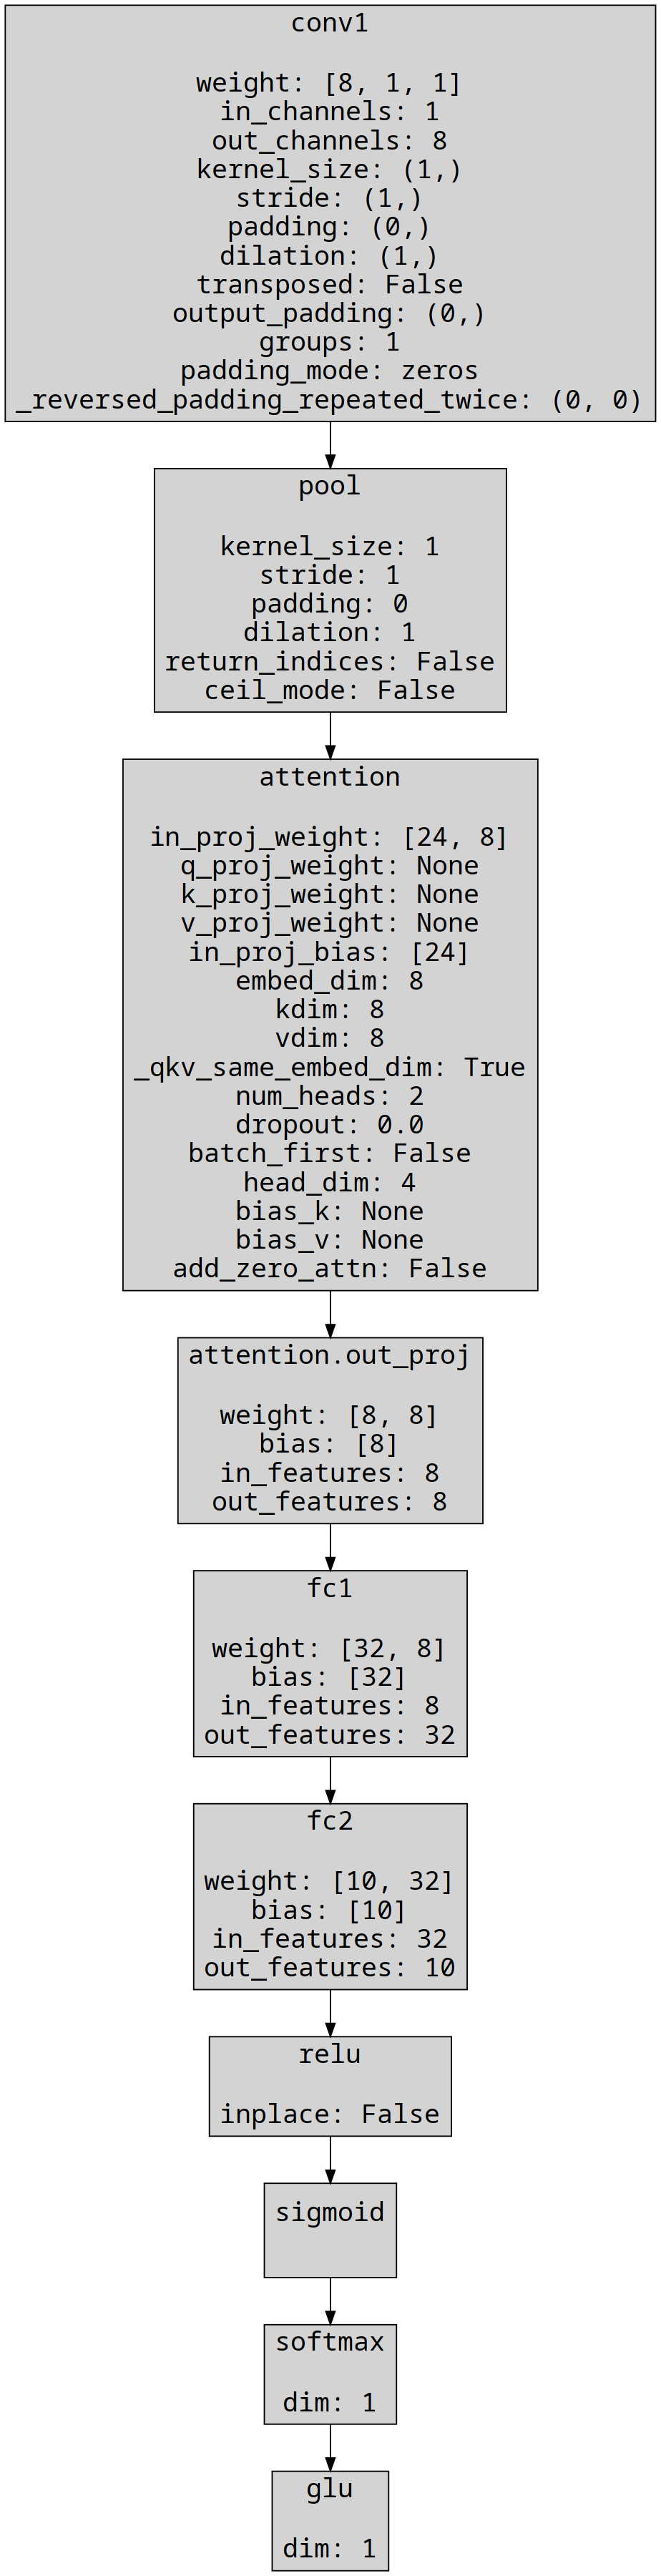 conv1
weight: [8, 1, 1]
in_channels: 1
out_channels: 8
kernel_size: (1,)
stride: (1,)
padding: (0,)
dilation: (1,)
transposed: False
output_padding: (0,)
groups: 1
padding_mode: zeros
_reversed_padding_repeated_twice: (0, 0)
pool
kernel_size: 1
stride: 1
padding: 0
dilation: 1
return_indices: False
ceil_mode: False
attention
in_proj_weight: [24, 8]
q_proj_weight: None
k_proj_weight: None
v_proj_weight: None
in_proj_bias: [24]
embed_dim: 8
kdim: 8
vdim: 8
_qkv_same_embed_dim: True
num_heads: 2
dropout: 0.0
batch_first: False
head_dim: 4
bias_k: None
bias_v: None
add_zero_attn: False
attention.out_proj
weight: [8, 8]
bias: [8]
in_features: 8
out_features: 8
fc1
weight: [32, 8]
bias: [32]
in_features: 8
out_features: 32
fc2
weight: [10, 32]
bias: [10]
in_features: 32
out_features: 10
relu
inplace: False
sigmoid
softmax
dim: 1
glu
dim: 1